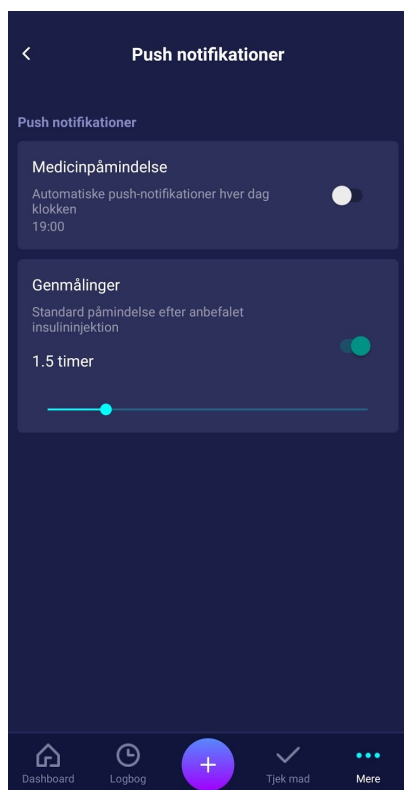 Push notifikationer
Push notifikationer
Medicinpåmindelse
Automatiske push-notifikationer hver dag
klokken
19:00
Genmålinger
Standard påmindelse efter anbefalet
insulininjektion
1.5 timer
Dashboard
Logbog
Tjek mad
Mere